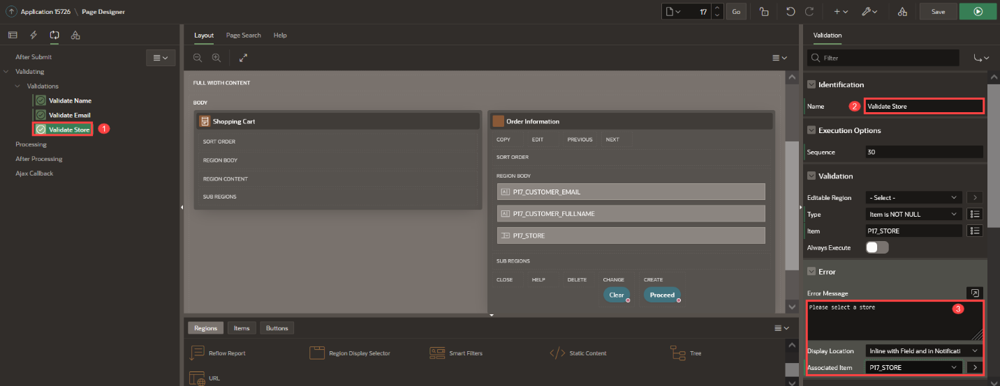 Application 15726 \ Page Designer
17 Go Save
After Submit
Validating
Validations
Validate Name
Validate Email
Validate Store 1
Processing
After Processing
Ajax Callback
Layout Page Search Help
FULL WIDTH CONTENT
BODY
Shopping Cart
SORT ORDER
REGION BODY
REGION CONTENT
SUB REGIONS
Order Information
COPY EDIT PREVIOUS NEXT
SORT ORDER
REGION BODY
P17_CUSTOMER_EMAIL
P17_CUSTOMER_FULLNAME
P17_STORE
SUB REGIONS
CLOSE HELP DELETE CHANGE CREATE
Clear Proceed
Regions Items Buttons
Reflow Report Region Display Selector Smart Filters Static Content Tree
URL
Validation
Filter
Identification
Name 2 Validate Store
Execution Options
Sequence 30
Validation
Editable Region - Select -
Type Item is NOT NULL
Item P17_STORE
Always Execute
Error
Error Message
Please select a store 3
Display Location Inline with Field and in Notificati
Associated Item P17_STORE